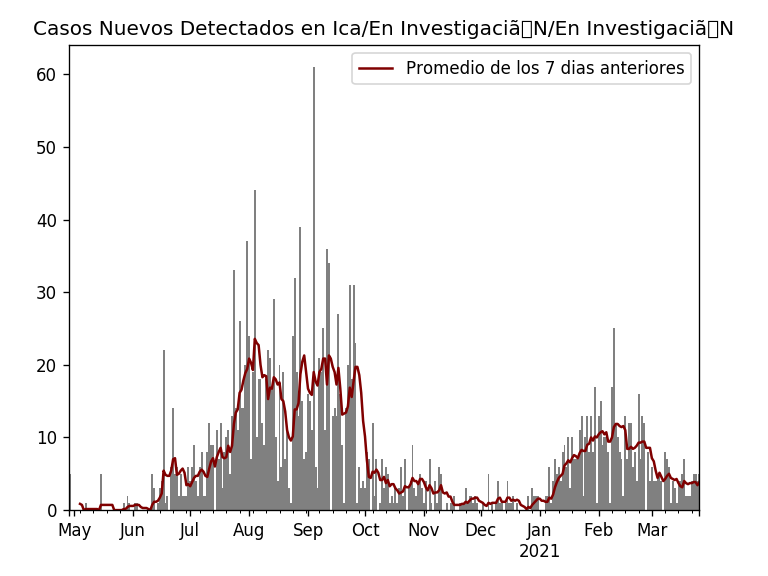 Casos Nuevos Detectados en Ica/En Investigaciã▯N/En Investigaciã▯N
Promedio de los 7 dias anteriores
60
50
40
30
20
10
0
May Jun Jul Aug Sep Oct Nov Dec Jan Feb Mar
2021